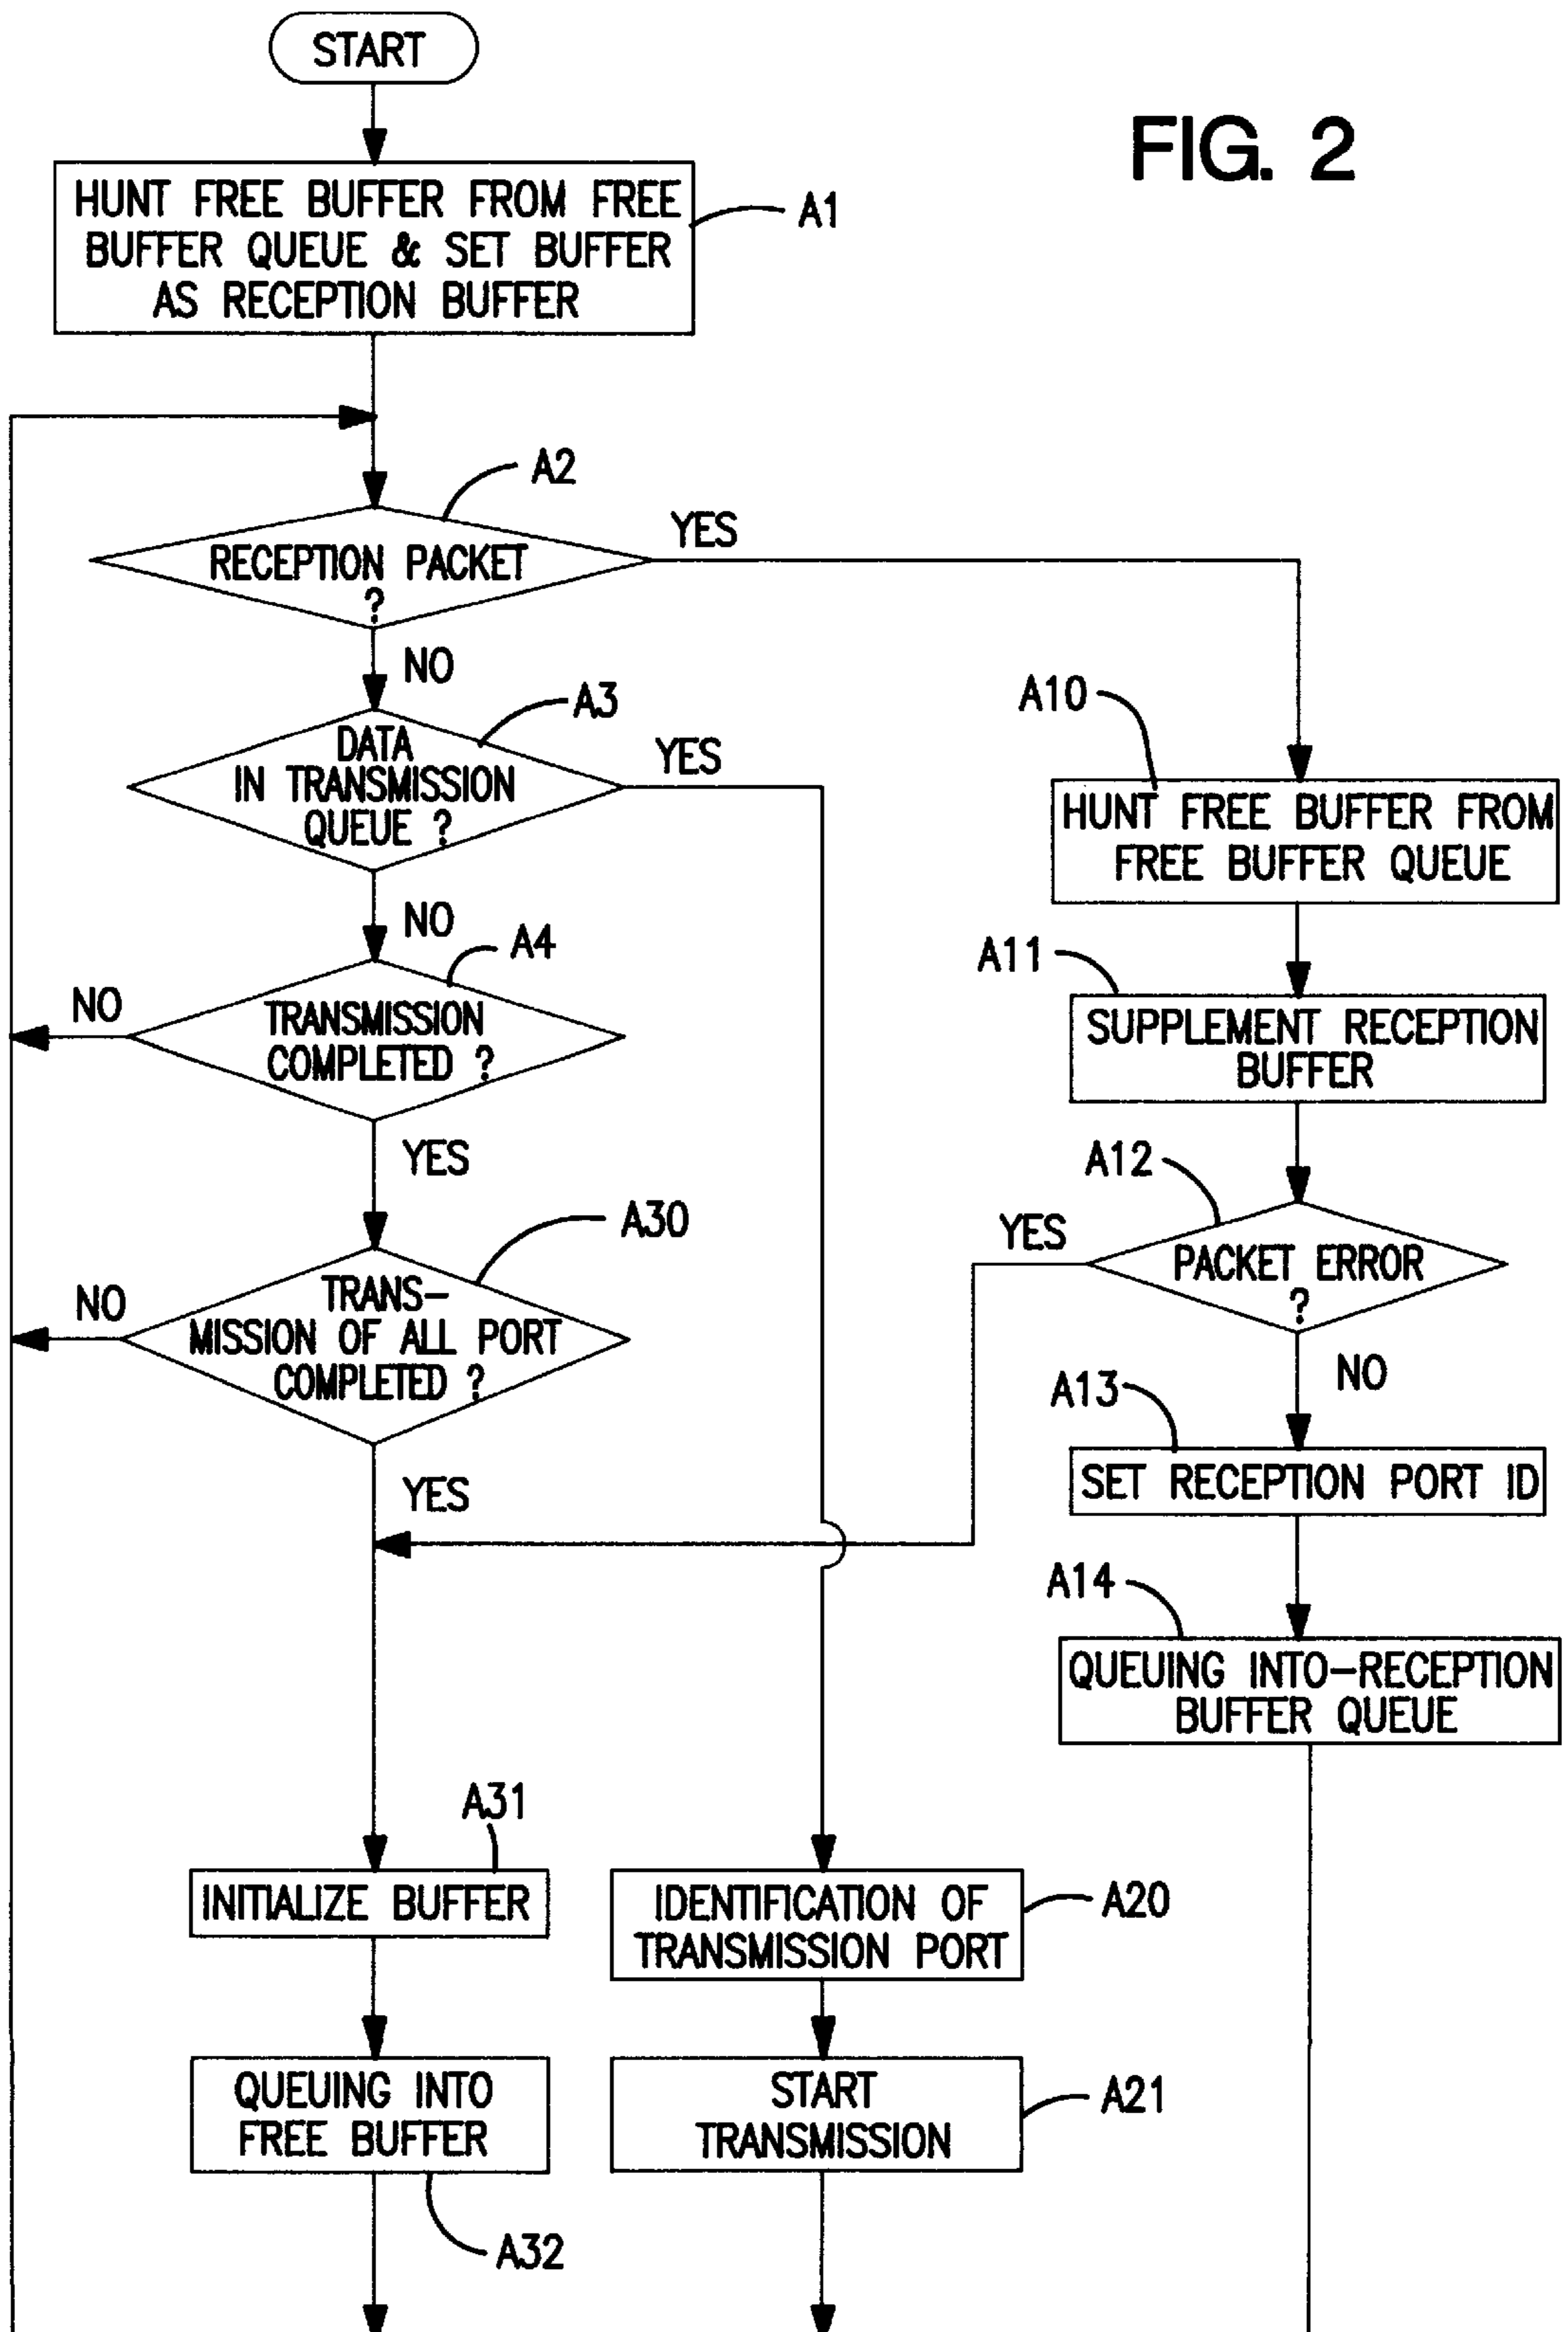 START
FIG. 2
HUNT FREE BUFFER FROM FREE
BUFFER QUEUE & SET BUFFER
AS RECEPTION BUFFER
A1
A2
RECEPTION PACKET
?
YES
NO
A3
DATA
IN TRANSMISSION
QUEUE ?
YES
NO
A4
TRANSMISSION
COMPLETED ?
NO
YES
A30
TRANS-
MISSION OF ALL PORT
COMPLETED ?
NO
YES
A10
HUNT FREE BUFFER FROM
FREE BUFFER QUEUE
A11
SUPPLEMENT RECEPTION
BUFFER
A12
PACKET ERROR
?
YES
NO
A13
SET RECEPTION PORT ID
A14
QUEUING INTO-RECEPTION
BUFFER QUEUE
A31
INITIALIZE BUFFER
IDENTIFICATION OF
TRANSMISSION PORT
A20
QUEUING INTO
FREE BUFFER
A32
START
TRANSMISSION
A21